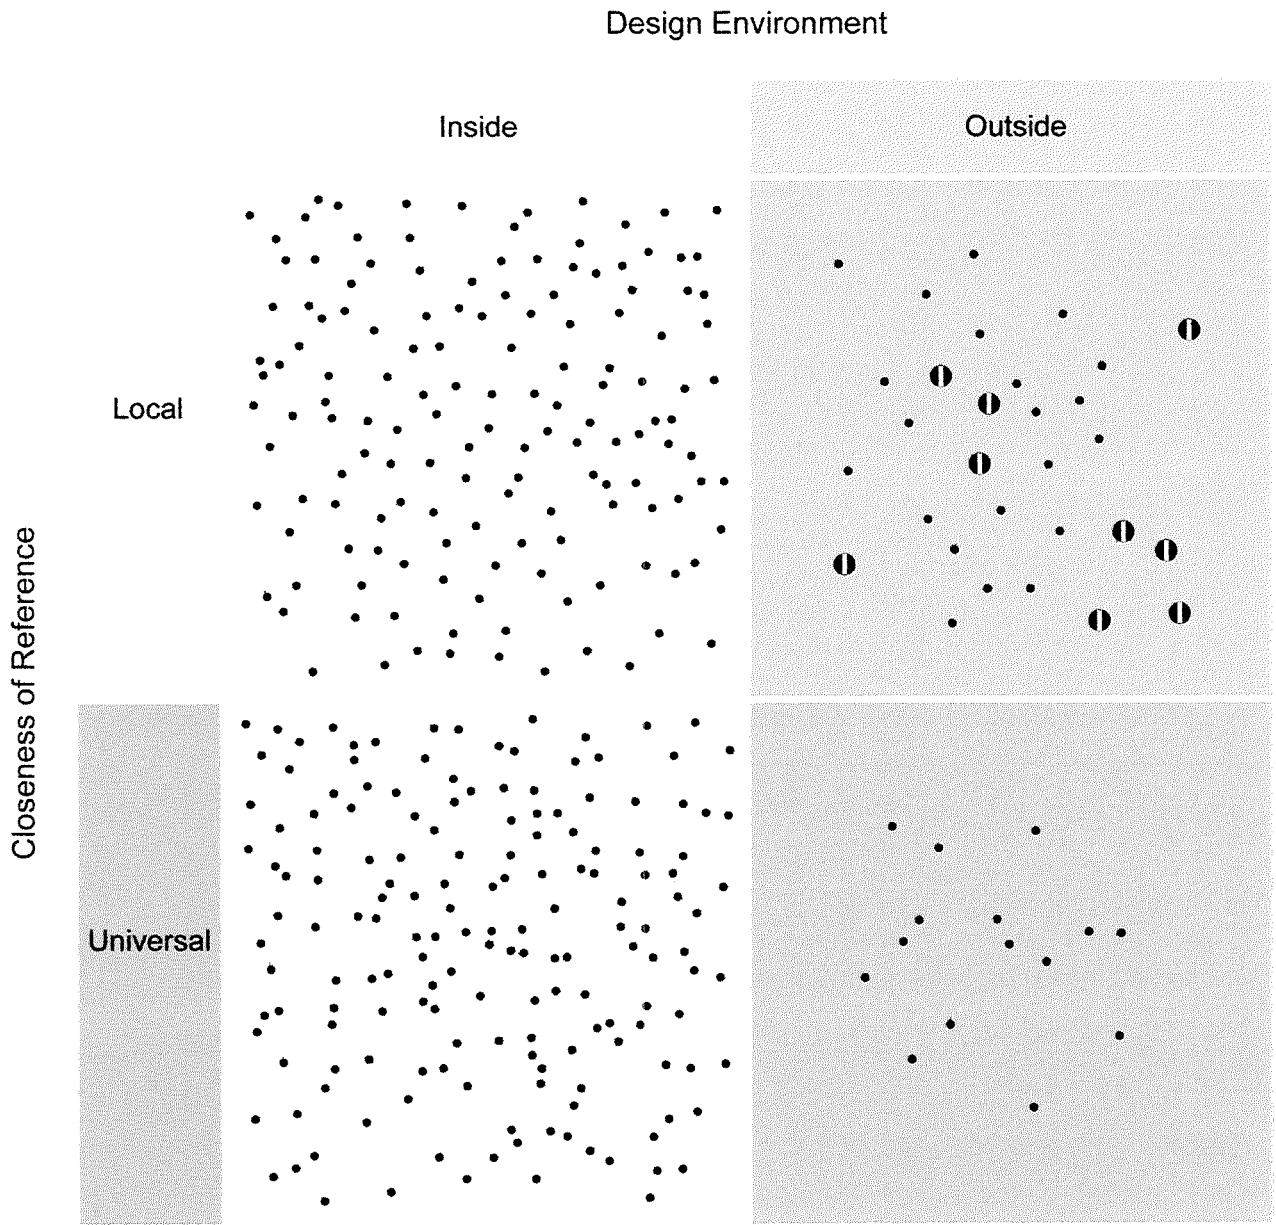 Design Environment
Inside
Outside
Local
Closeness of Reference
Universal